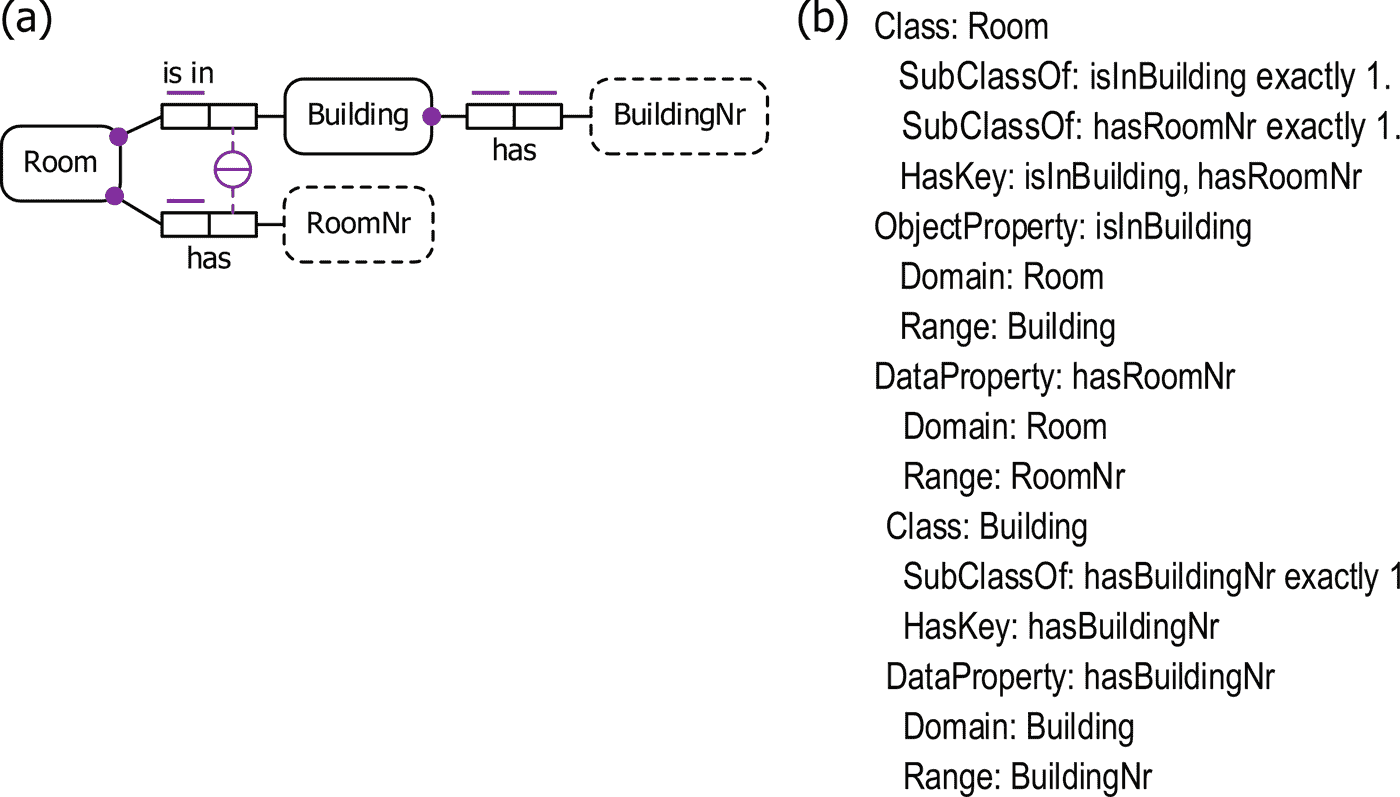 (a)
is in
Building
BuildingNr
has
Room
RoomNr
has
(b)
Class: Room
SubClassOf: isInBuilding exactly 1.
SubClassOf: hasRoomNr exactly 1.
HasKey: isInBuilding, hasRoomNr
ObjectProperty: isInBuilding
Domain: Room
Range: Building
DataProperty: hasRoomNr
Domain: Room
Range: RoomNr
Class: Building
SubClassOf: hasBuildingNr exactly 1
HasKey: hasBuildingNr
DataProperty: hasBuildingNr
Domain: Building
Range: BuildingNr